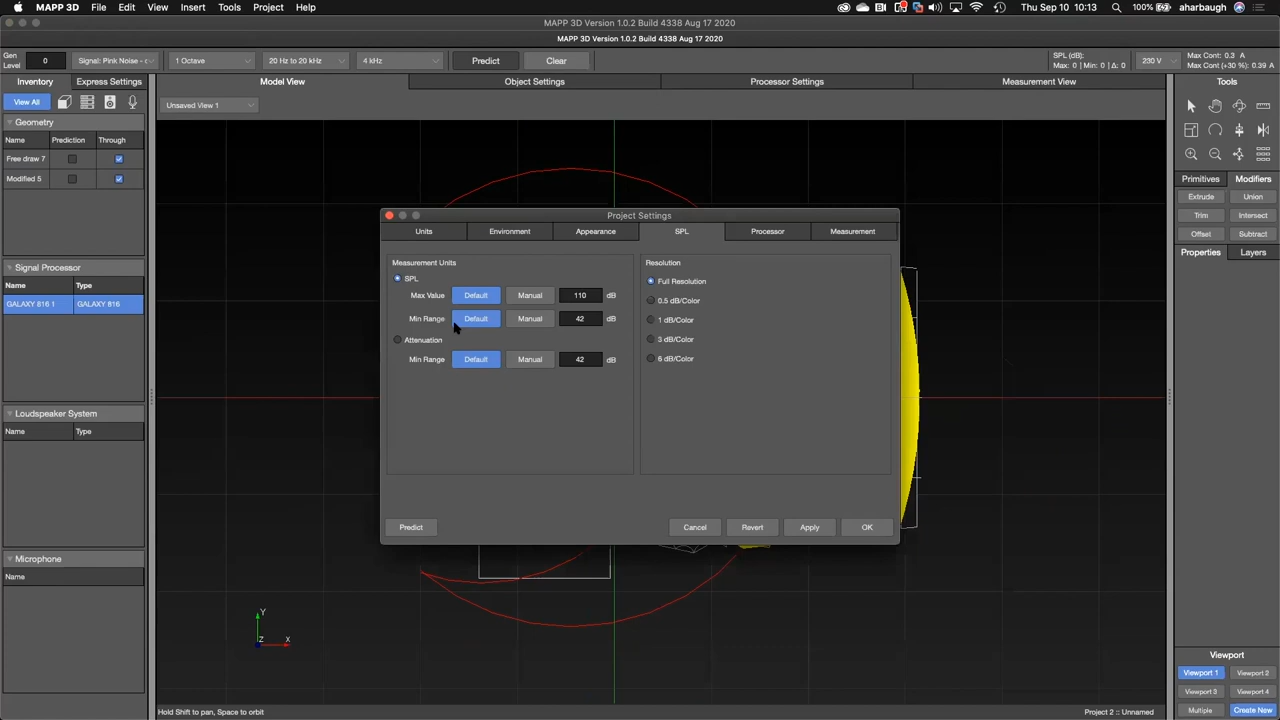 MAPP 3D File Edit View Insert Tools Project Help 100% Thu Sep 10 10:13 aharbaugh
MAPP 3D Version 1.0.2 Build 4338 Aug 17 2020
MAPP 3D Version 1.0.2 Build 4338 Aug 17 2020
Gen Level 0 Signal: Pink Noise - 1 Octave 20 Hz to 20 kHz 4 kHz Predict Clear SPL (dB): Max: 0 | Min: 0 | Δ: 0 230 V Max Cont: 0.3 A Max Cont (+30 %): 0.39 A
Inventory Express Settings Model View Object Settings Processor Settings Measurement View Tools
View All Unsaved View 1
Geometry
Name Prediction Through
Free draw 7
Modified 5
Primitives Modifiers
Extrude Union
Trim Intersect
Offset Subtract
Properties Layers
Project Settings
Units Environment Appearance SPL Processor Measurement
Measurement Units Resolution
SPL Full Resolution
Max Value Default Manual 110 dB 0.5 dB/Color
Min Range Default Manual 42 dB 1 dB/Color
Attenuation 3 dB/Color
Min Range Default Manual 42 dB 6 dB/Color
Predict Cancel Revert Apply OK
Signal Processor
Name Type
GALAXY 816 1 GALAXY 816
Loudspeaker System
Name Type
Microphone
Name
Y
Z X
Viewport
Viewport 1 Viewport 2
Viewport 3 Viewport 4
Multiple Create New
Hold Shift to pan, Space to orbit Project 2 :: Unnamed